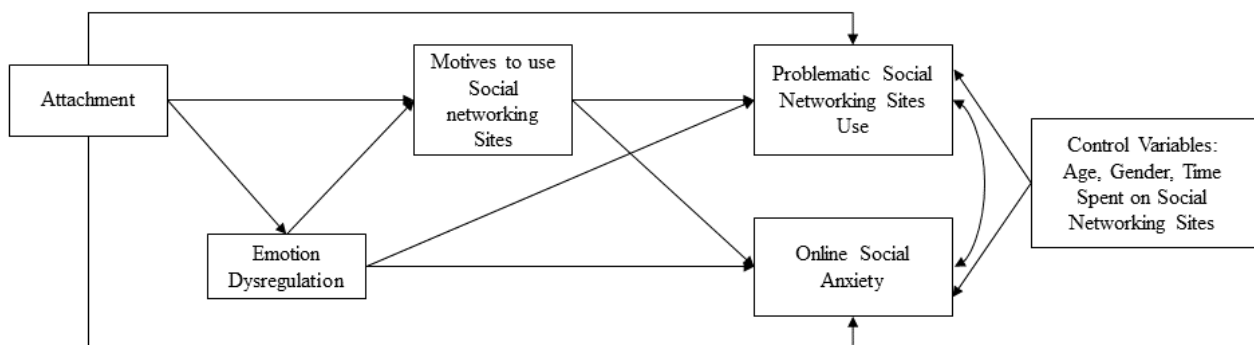 Attachment
Motives to use
Social
networking
Sites
Problematic Social
Networking Sites
Use
Control Variables:
Age, Gender, Time
Spent on Social
Networking Sites
Emotion
Dysregulation
Online Social
Anxiety